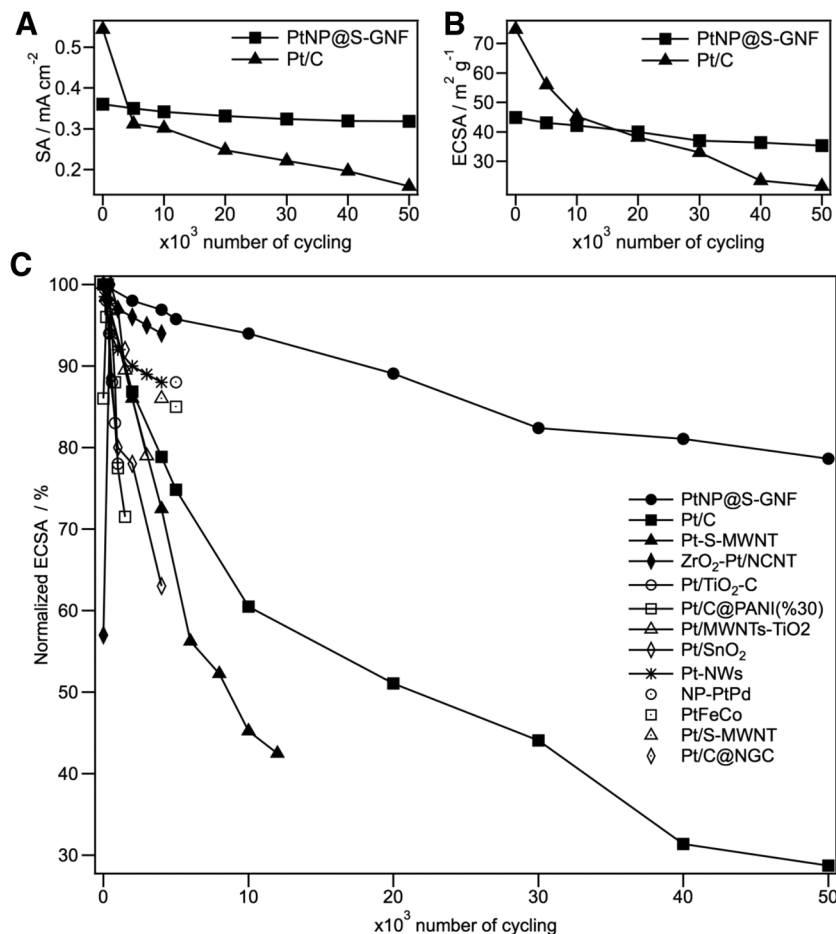 A
0.5
0.4
0.3
0.2
SA / mA cm⁻²
PtNP@S-GNF
Pt/C
0 10 20 30 40 50
x10³ number of cycling
B
70
60
50
40
30
ECSA / m² g⁻¹
PtNP@S-GNF
Pt/C
0 10 20 30 40 50
x10³ number of cycling
C
100
90
80
70
60
50
40
30
Normalized ECSA / %
PtNP@S-GNF
Pt/C
Pt-S-MWNT
ZrO₂-Pt/NCNT
Pt/TiO₂-C
Pt/C@PANI(%30)
Pt/MWNTs-TiO2
Pt/SnO₂
Pt-NWs
NP-PtPd
PtFeCo
Pt/S-MWNT
Pt/C@NGC
0 10 20 30 40 50
x10³ number of cycling